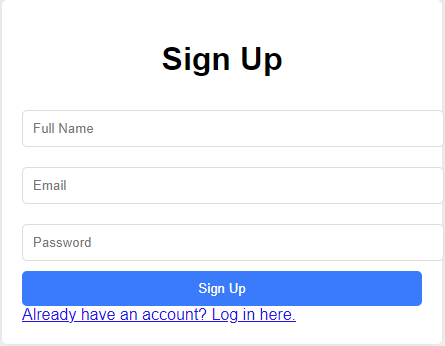 Sign Up
Full Name
Email
Password
Sign Up
Already have an account? Log in here.